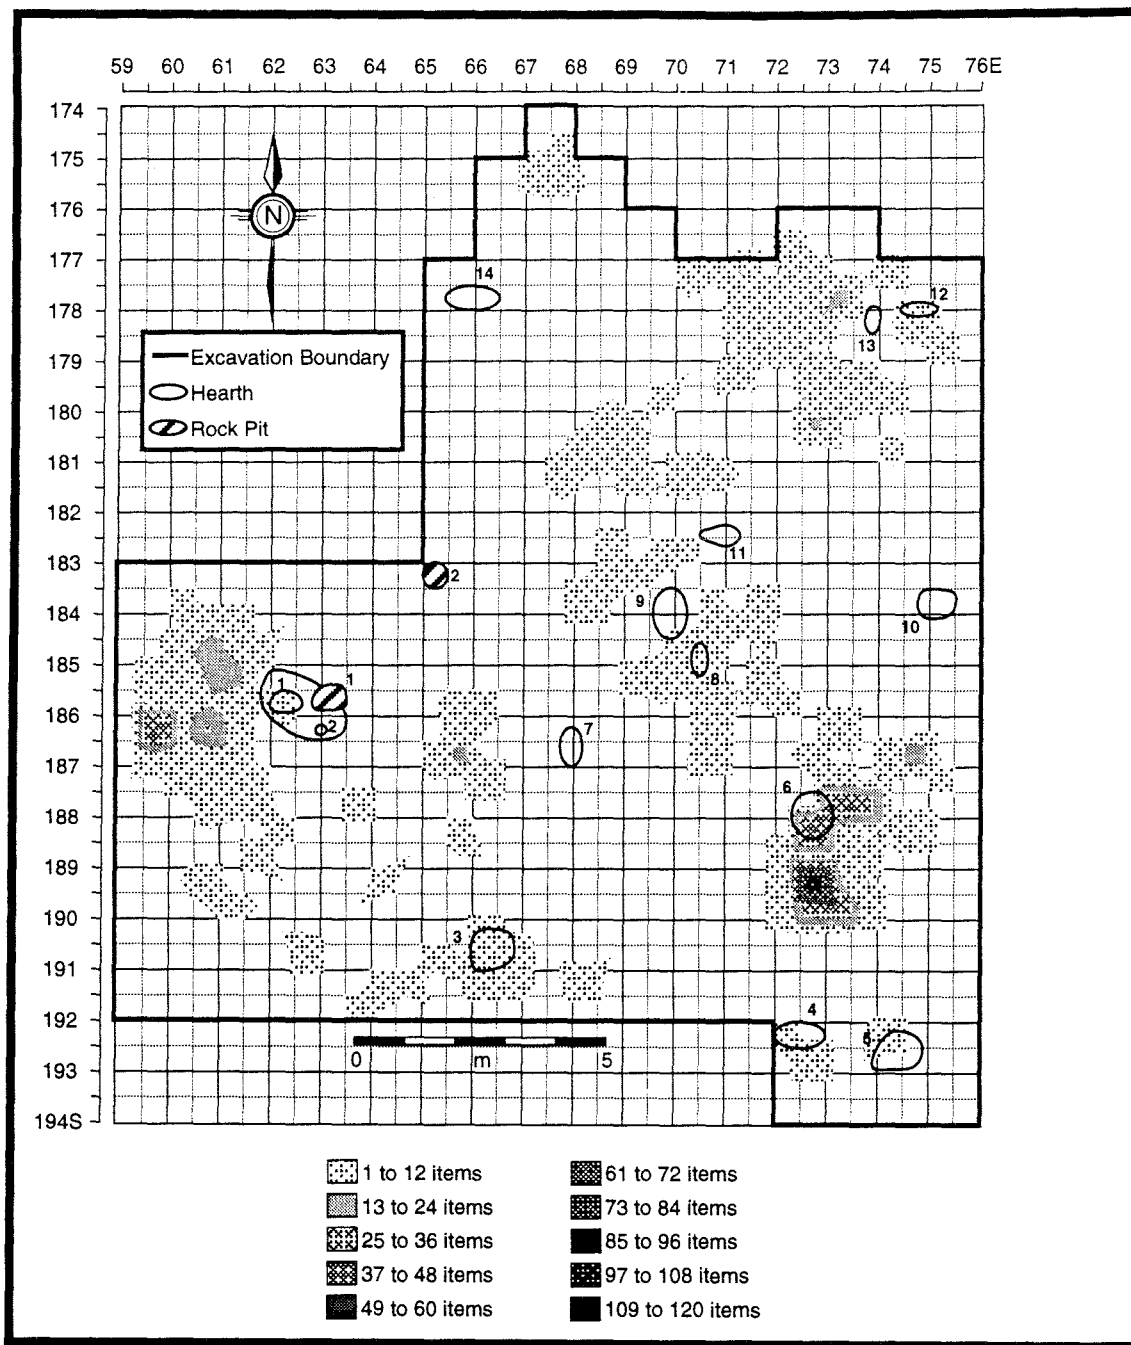 59 60 61 62 63 64 65 66 67 68 69 70 71 72 73 74 75 76E
174
175
176
N
177
14
178
12
13
Excavation Boundary
179
Hearth
180
Rock Pit
181
182
11
183
2
9
184
10
185
8
1
1
186
2
7
187
6
188
189
190
3
191
192
4
5
0 m 5
193
194S
1 to 12 items
61 to 72 items
13 to 24 items
73 to 84 items
25 to 36 items
85 to 96 items
37 to 48 items
97 to 108 items
49 to 60 items
109 to 120 items